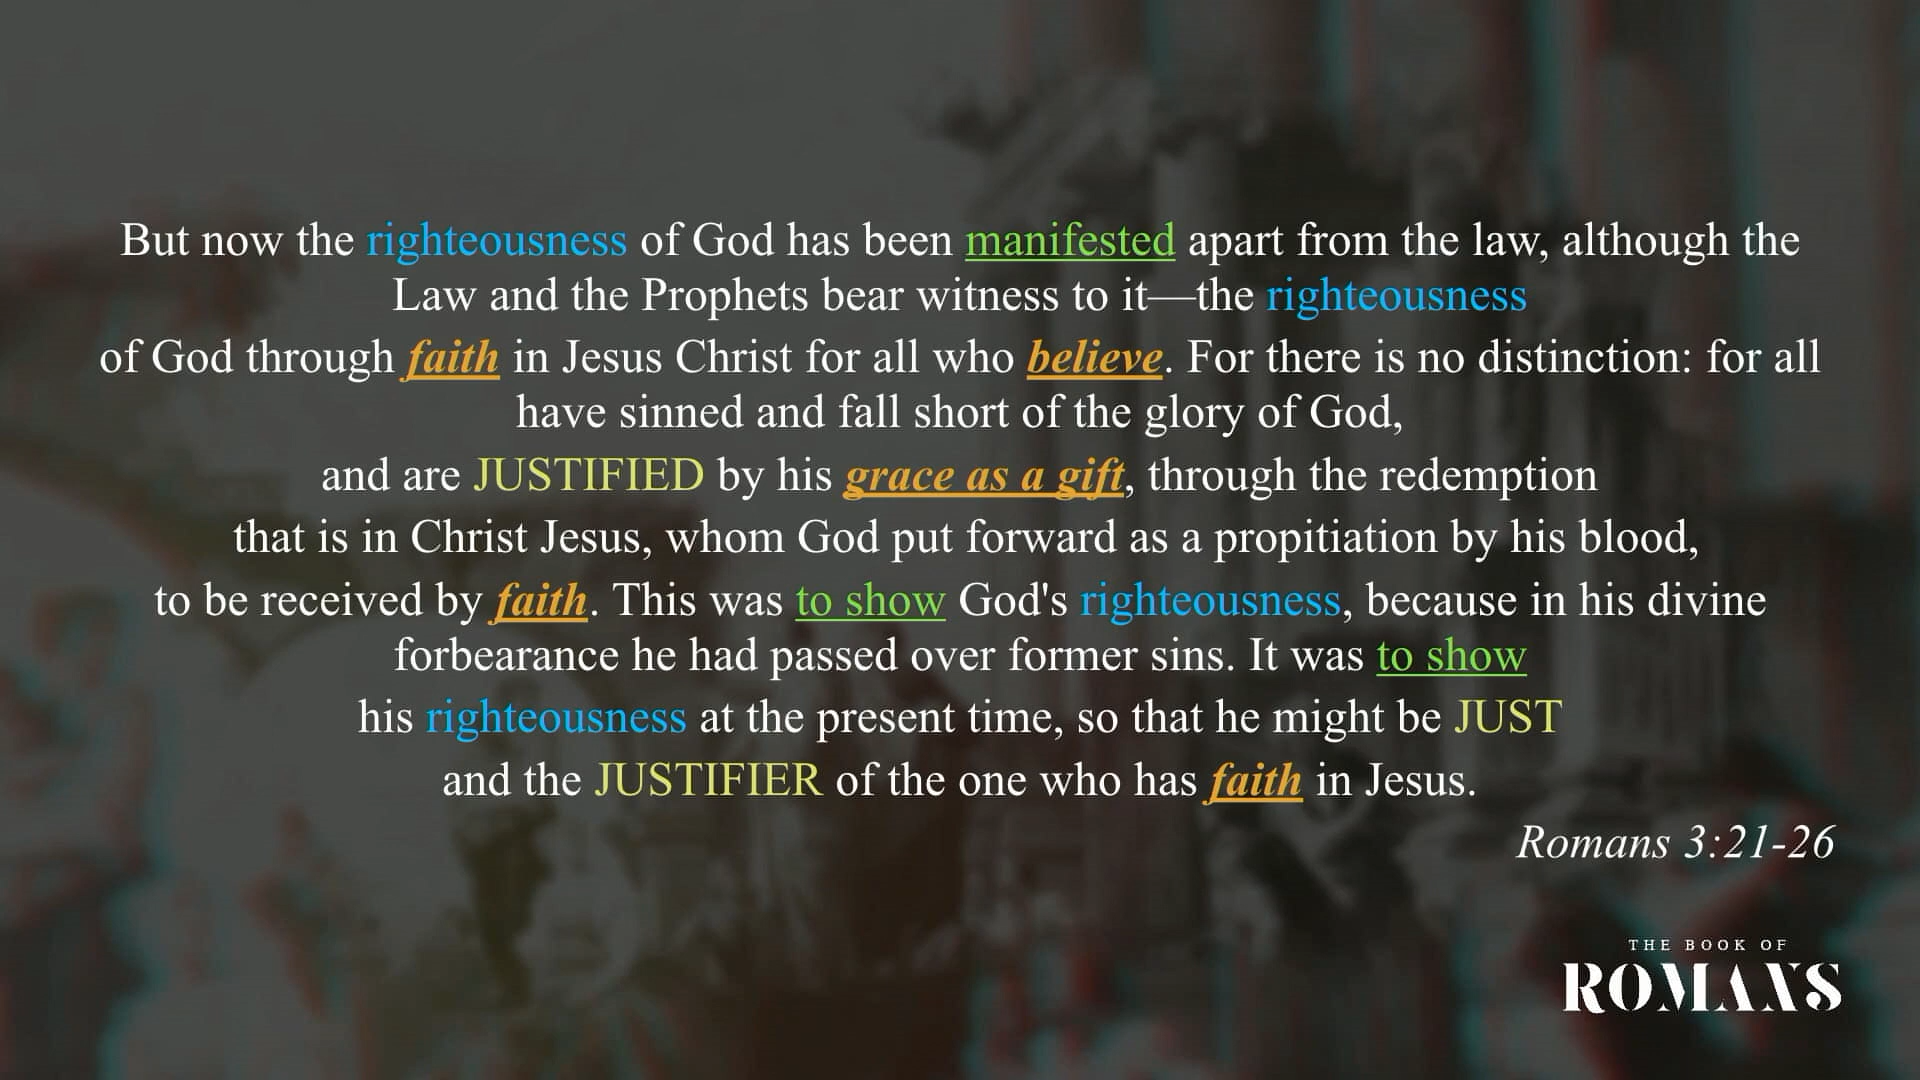 But now the righteousness of God has been manifested apart from the law, although the
Law and the Prophets bear witness to it—the righteousness
of God through faith in Jesus Christ for all who believe. For there is no distinction: for all
have sinned and fall short of the glory of God,
and are JUSTIFIED by his grace as a gift, through the redemption
that is in Christ Jesus, whom God put forward as a propitiation by his blood,
to be received by faith. This was to show God's righteousness, because in his divine
forbearance he had passed over former sins. It was to show
his righteousness at the present time, so that he might be JUST
and the JUSTIFIER of the one who has faith in Jesus.
Romans 3:21-26
THE BOOK OF
ROMANS